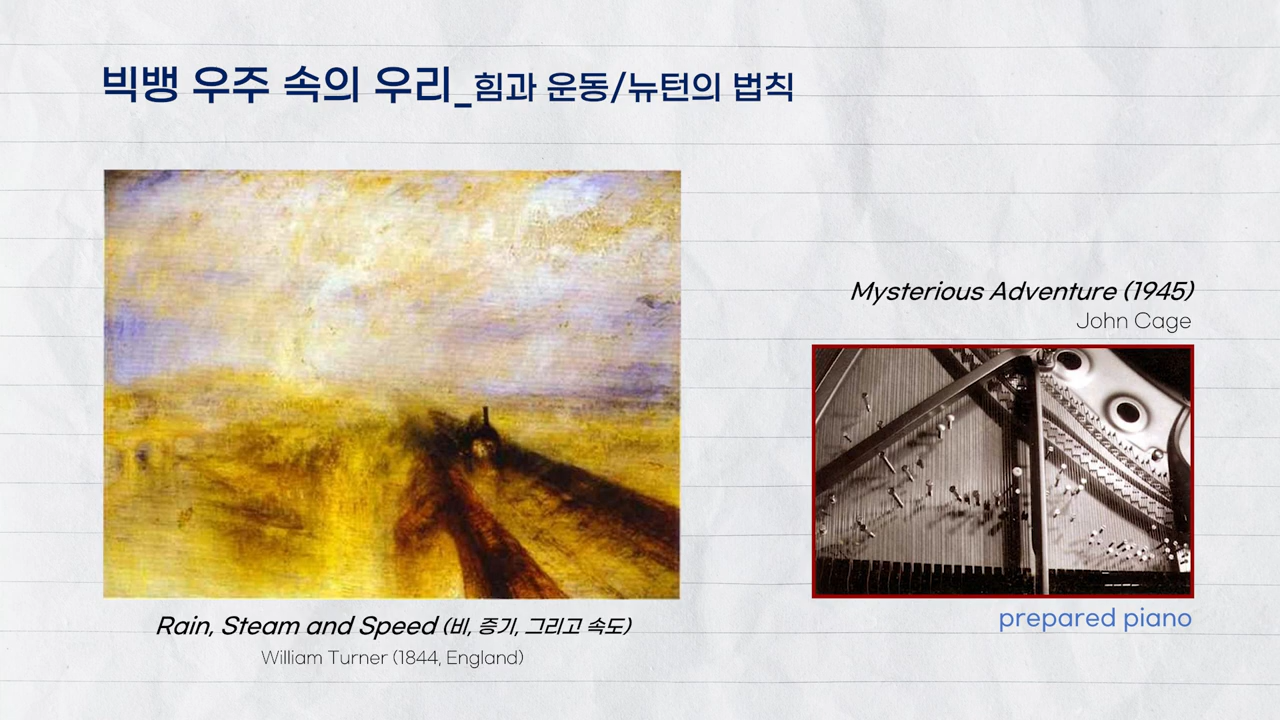 빅뱅 우주 속의 우리_힘과 운동/뉴턴의 법칙
Rain, Steam and Speed (비, 증기, 그리고 속도)
William Turner (1844, England)
Mysterious Adventure (1945)
John Cage
prepared piano